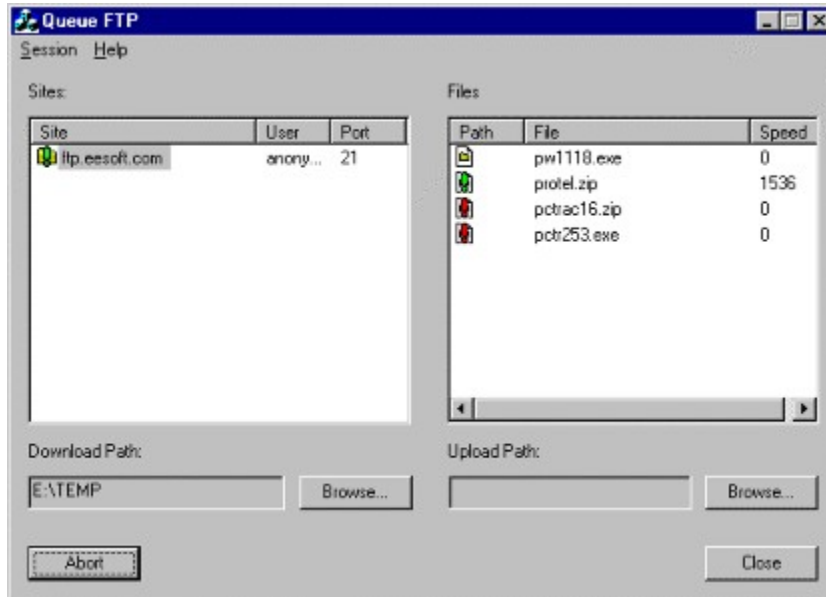 Queue FTP
Session Help
Sites:
Files
Site User Port
ftp.eesoft.com anony... 21
Path File Speed
pw1118.exe 0
protel.zip 1536
pctrac16.zip 0
pctr253.exe 0
Download Path:
Upload Path:
E:\TEMP
Browse...
Browse...
Abort
Close